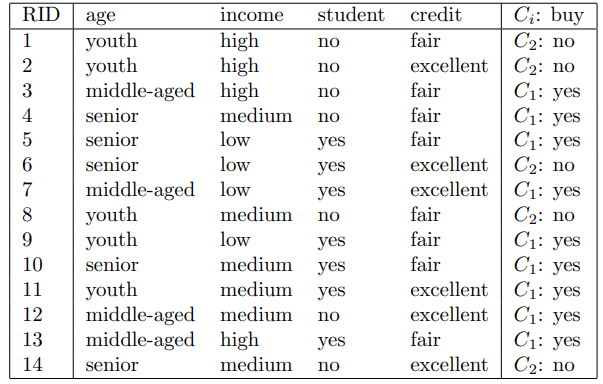 RID age income student credit C_i: buy
1 youth high no fair C_2: no
2 youth high no excellent C_2: no
3 middle-aged high no fair C_1: yes
4 senior medium no fair C_1: yes
5 senior low yes fair C_1: yes
6 senior low yes excellent C_2: no
7 middle-aged low yes excellent C_1: yes
8 youth medium no fair C_2: no
9 youth low yes fair C_1: yes
10 senior medium yes fair C_1: yes
11 youth medium yes excellent C_1: yes
12 middle-aged medium no excellent C_1: yes
13 middle-aged high yes fair C_1: yes
14 senior medium no excellent C_2: no